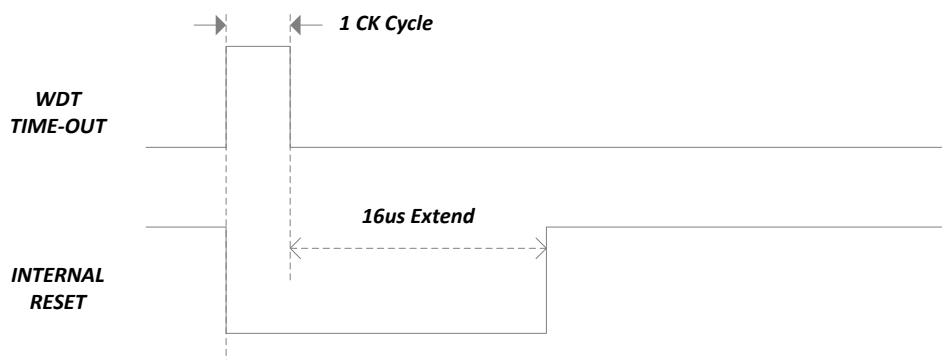 1 CK Cycle
WDT
TIME-OUT
16us Extend
INTERNAL
RESET